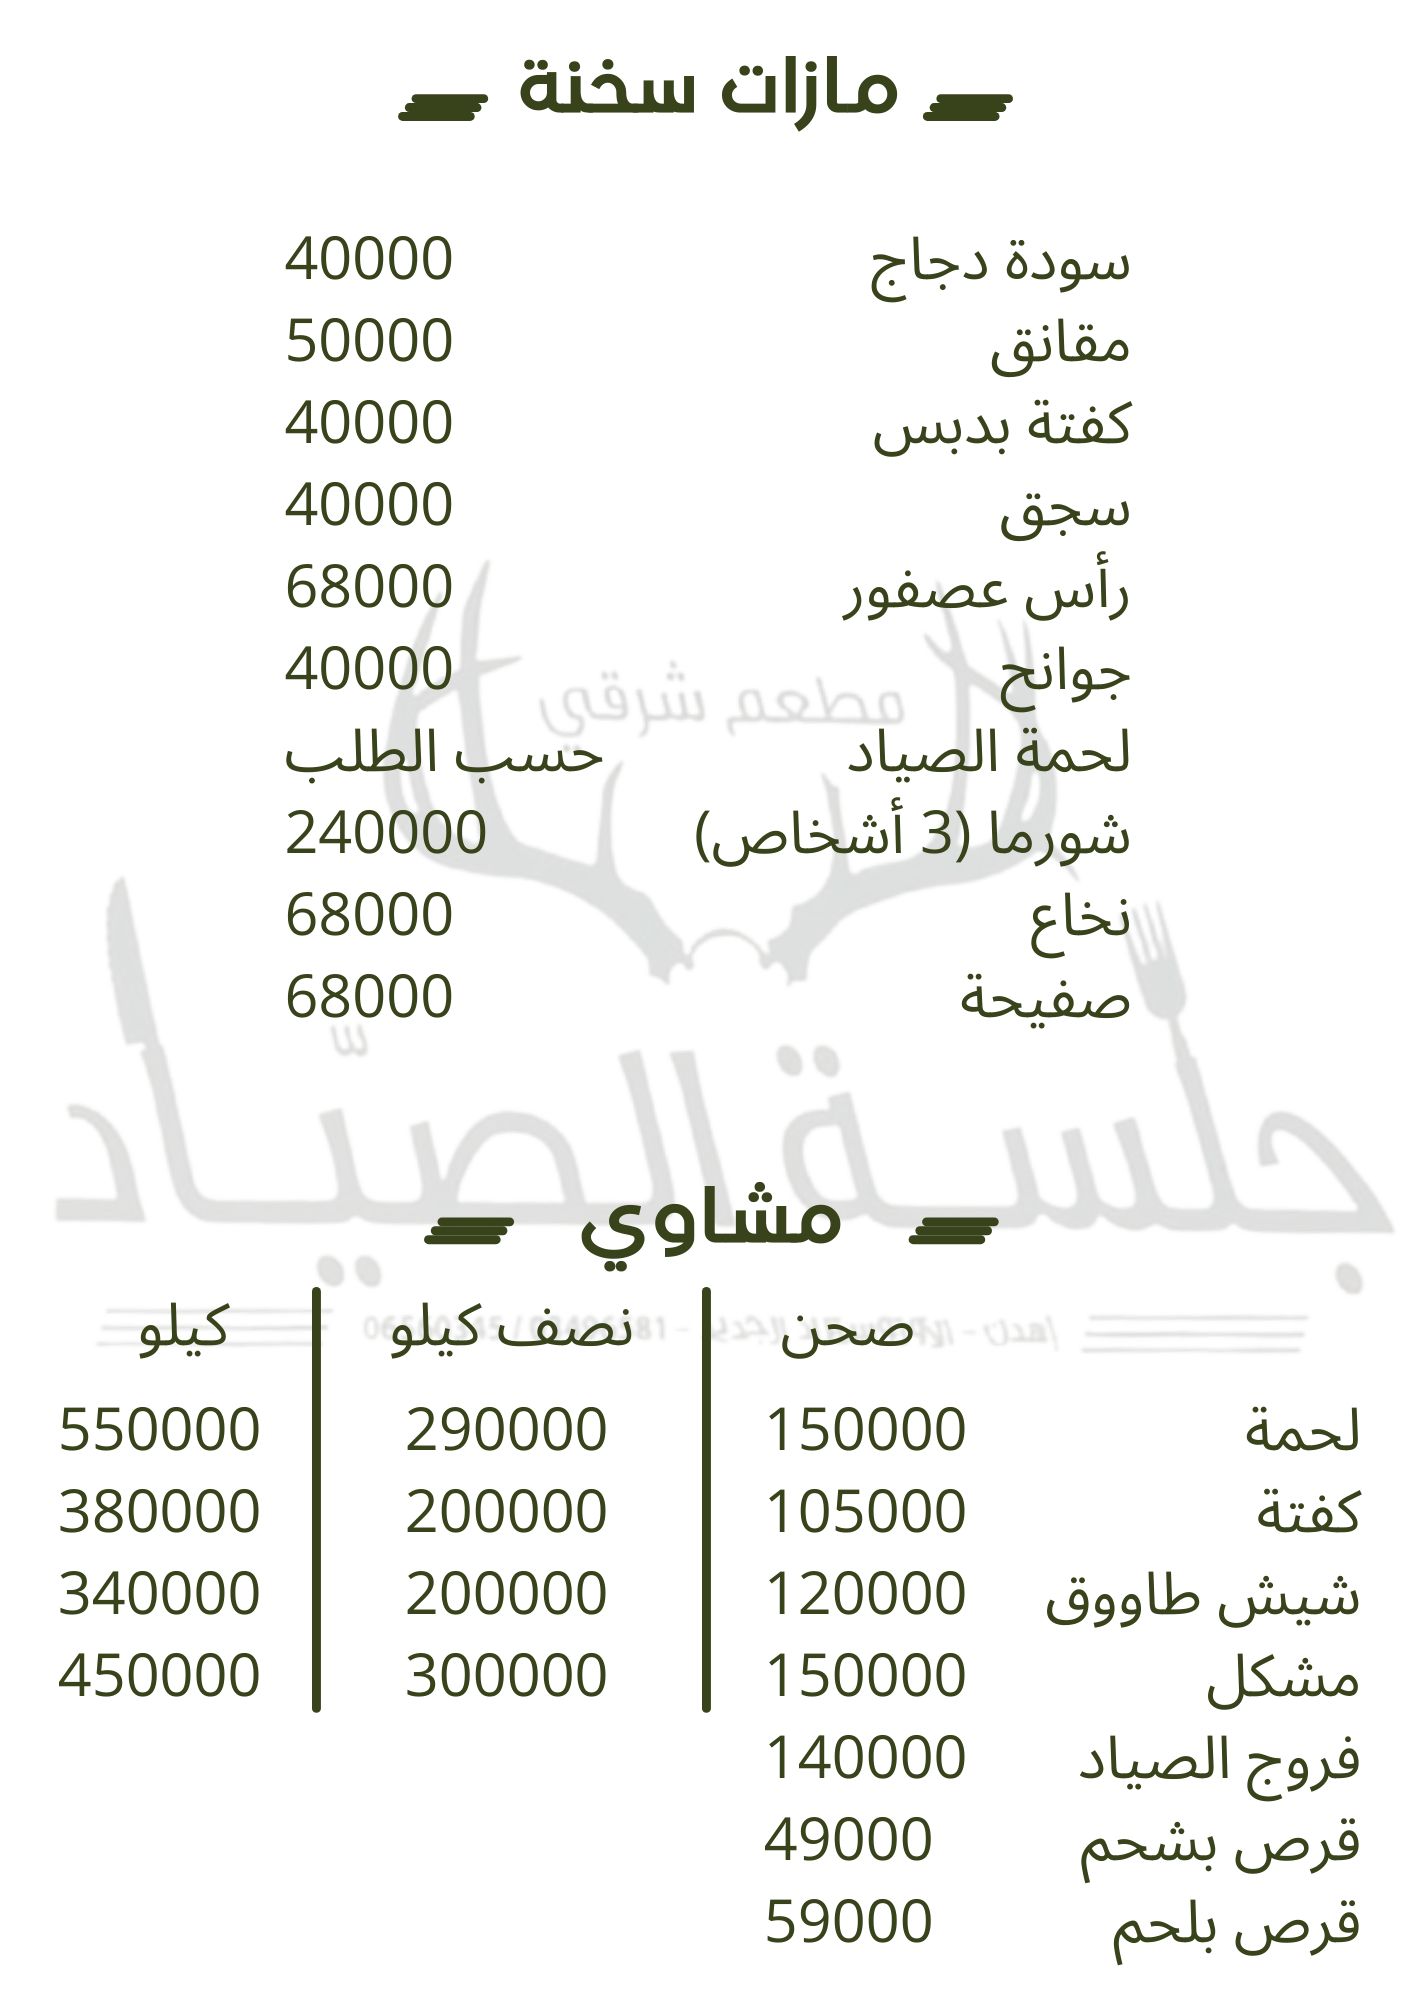 مازات سخنة
سودة دجاج 40000
مقانق 50000
كفتة بدبس 40000
سجق 40000
رأس عصفور 68000
جوانح 40000
مطعم شرقي
لحمة الصياد حسب الطلب
شورما (3 أشخاص) 240000
نخاع 68000
صفيحة 68000
جلسة الصيّاد
مشاوي
صحن نصف كيلو كيلو
لحمة 150000 290000 550000
كفتة 105000 200000 380000
شيش طاووق 120000 200000 340000
مشكل 150000 300000 450000
فروج الصياد 140000
قرص بشحم 49000
قرص بلحم 59000